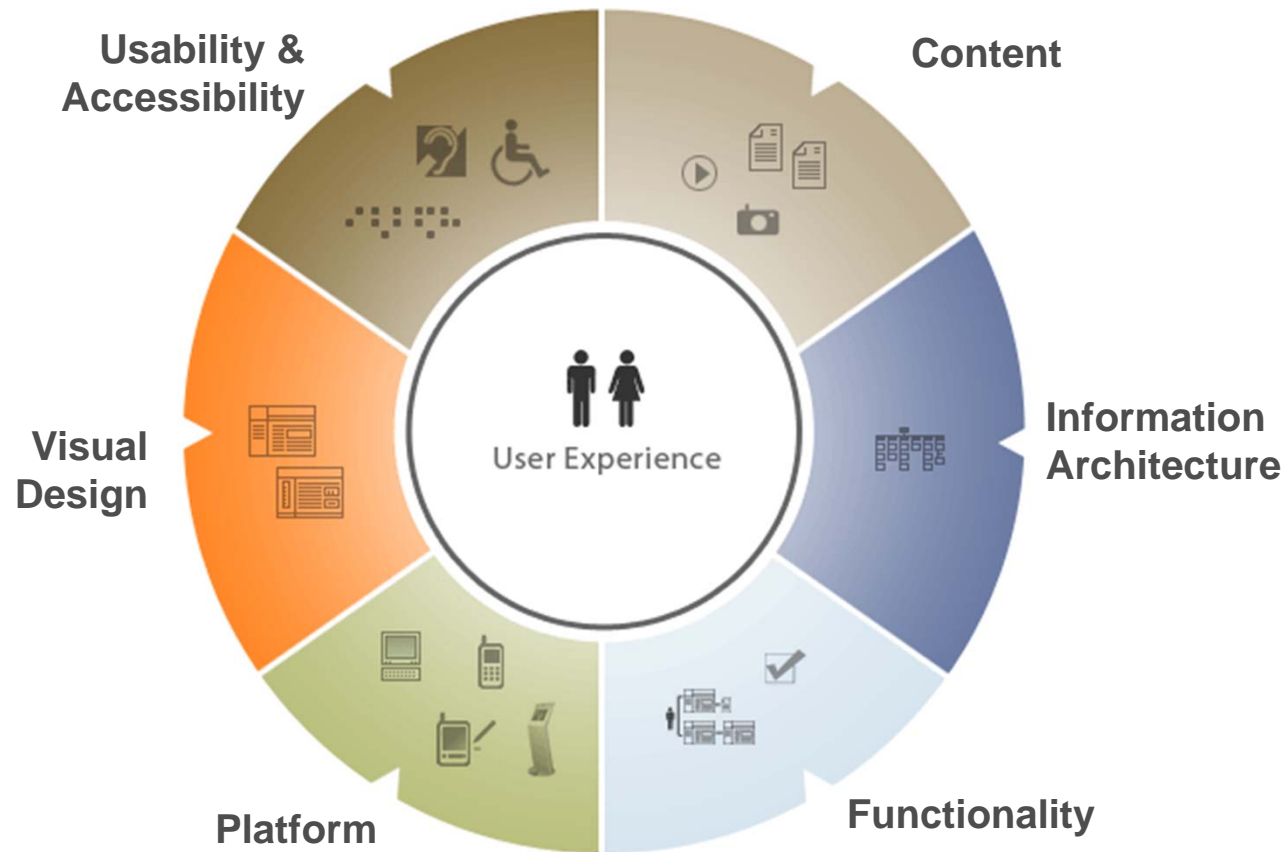 Usability &
Accessibility
Content
Visual
Design
User Experience
Information
Architecture
Platform
Functionality